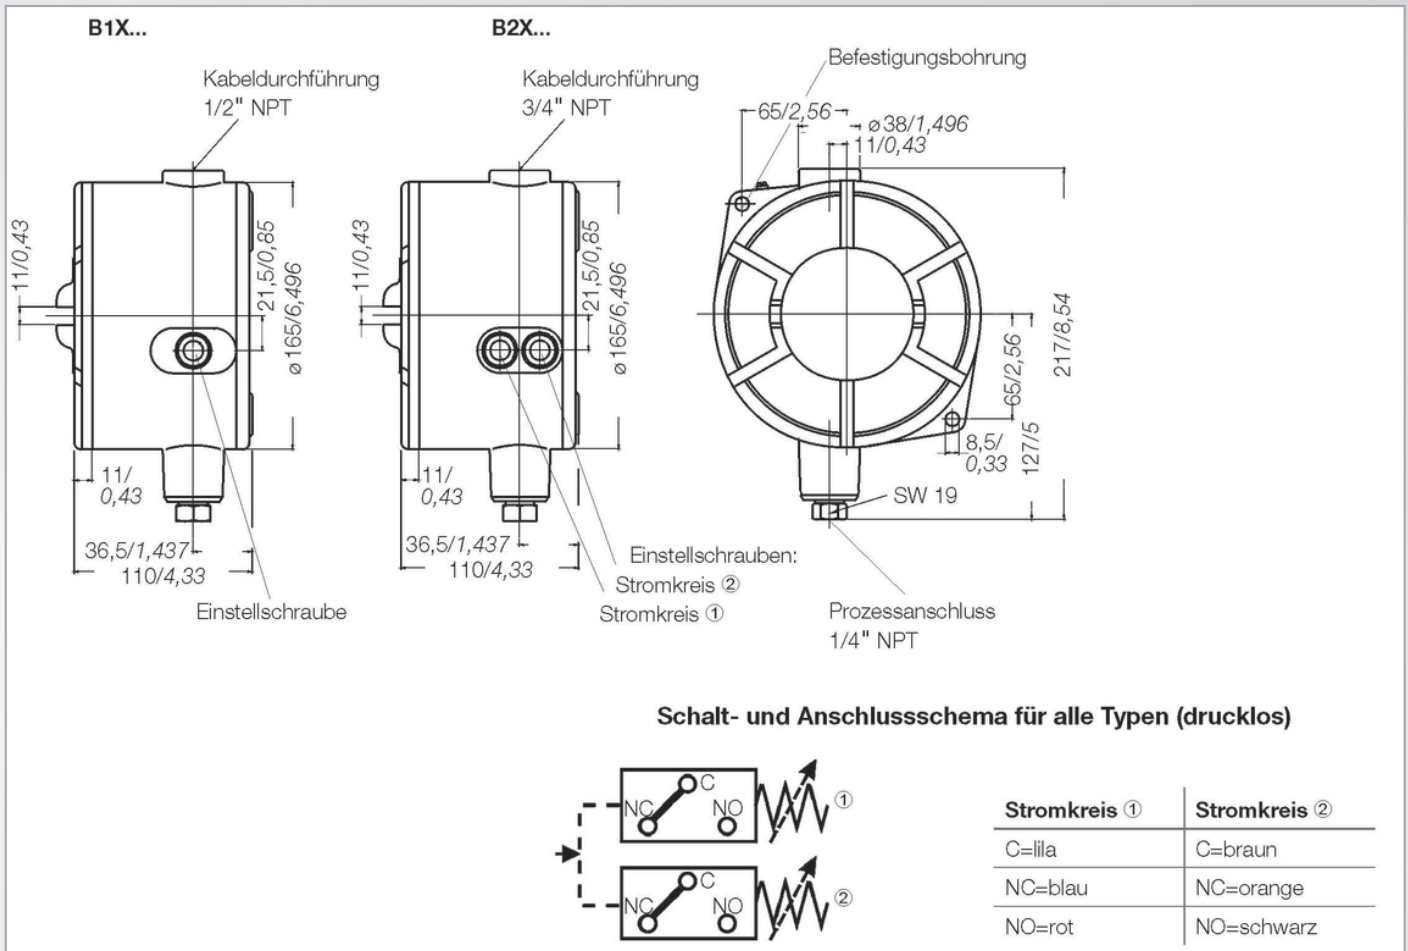 B1X...
Kabeldurchführung
1/2" NPT
11/0,43
21,5/0,85
ø165/6,496
11/
0,43
36,5/1,437
110/4,33
Einstellschraube
B2X...
Kabeldurchführung
3/4" NPT
11/0,43
21,5/0,85
ø165/6,496
11/
0,43
36,5/1,437
110/4,33
Einstellschrauben:
Stromkreis ②
Stromkreis ①
Befestigungsbohrung
65/2,56
ø38/1,496
11/0,43
217/8,54
65/2,56
127/5
8,5/
0,33
SW 19
Prozessanschluss
1/4" NPT
Schalt- und Anschlussschema für alle Typen (drucklos)
C
NC NO
①
C
NC NO
②
Stromkreis ① Stromkreis ②
C=lila C=braun
NC=blau NC=orange
NO=rot NO=schwarz